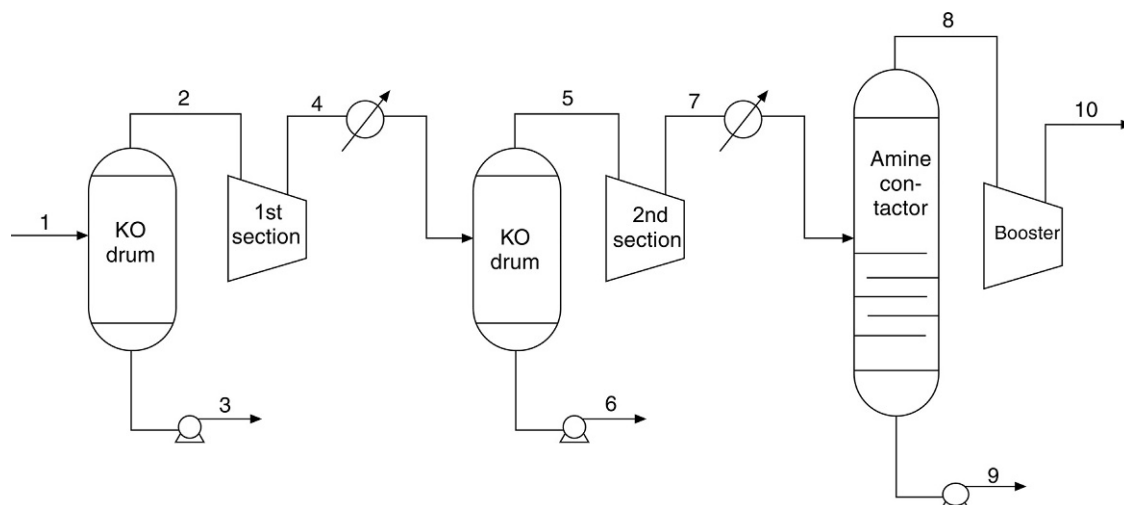 1
KO
drum
2
3
1st
section
4
KO
drum
5
6
2nd
section
7
Amine
con-
tactor
8
9
Booster
10